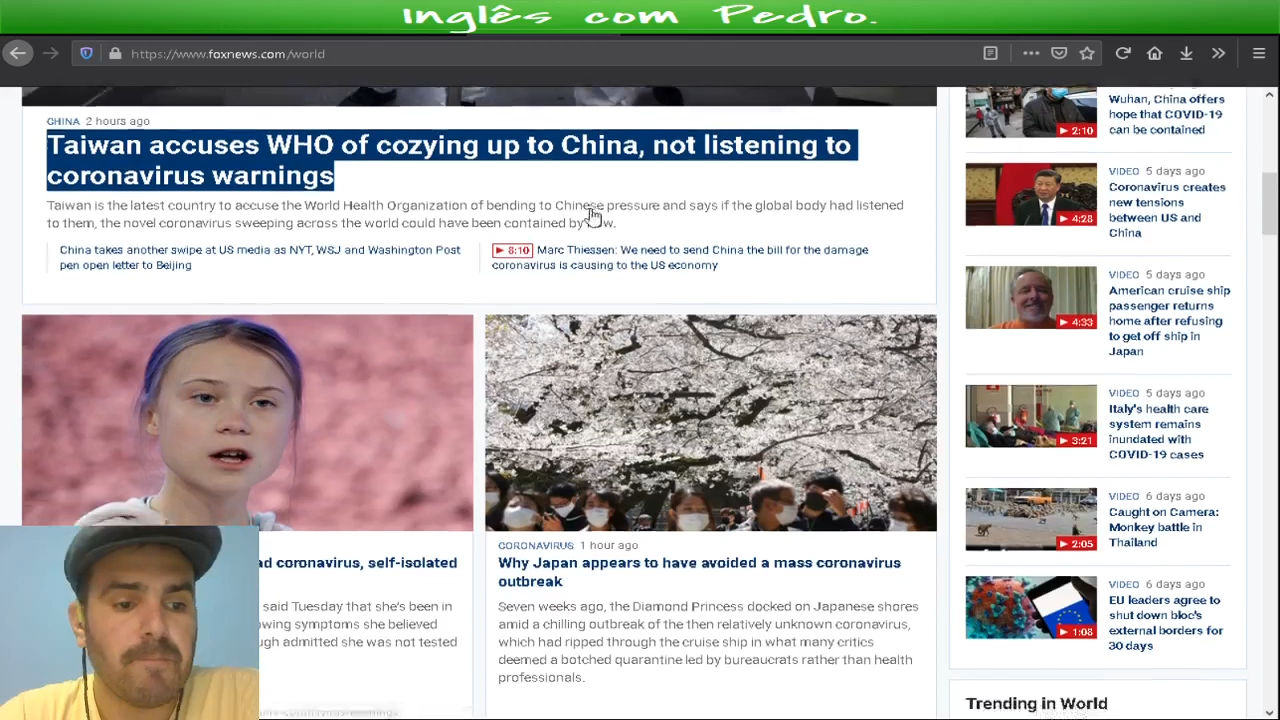 Inglês com Pedro.
https://www.foxnews.com/world
CHINA 2 hours ago
Taiwan accuses WHO of cozying up to China, not listening to
coronavirus warnings
Taiwan is the latest country to accuse the World Health Organization of bending to Chinese pressure and says if the global body had listened
to them, the novel coronavirus sweeping across the world could have been contained by now.
China takes another swipe at US media as NYT, WSJ and Washington Post
pen open letter to Beijing
8:10 Marc Thiessen: We need to send China the bill for the damage
coronavirus is causing to the US economy
ad coronavirus, self-isolated
said Tuesday that she's been in
owing symptoms she believed
ugh admitted she was not tested
CORONAVIRUS 1 hour ago
Why Japan appears to have avoided a mass coronavirus
outbreak
Seven weeks ago, the Diamond Princess docked on Japanese shores
amid a chilling outbreak of the then relatively unknown coronavirus,
which had ripped through the cruise ship in what many critics
deemed a botched quarantine led by bureaucrats rather than health
professionals.
Wuhan, China offers
hope that COVID-19
can be contained
2:10
VIDEO 5 days ago
Coronavirus creates
new tensions
between US and
China
4:28
VIDEO 5 days ago
American cruise ship
passenger returns
home after refusing
to get off ship in
Japan
4:33
VIDEO 5 days ago
Italy's health care
system remains
inundated with
COVID-19 cases
3:21
VIDEO 6 days ago
Caught on Camera:
Monkey battle in
Thailand
2:05
VIDEO 6 days ago
EU leaders agree to
shut down bloc's
external borders for
30 days
1:08
Trending in World